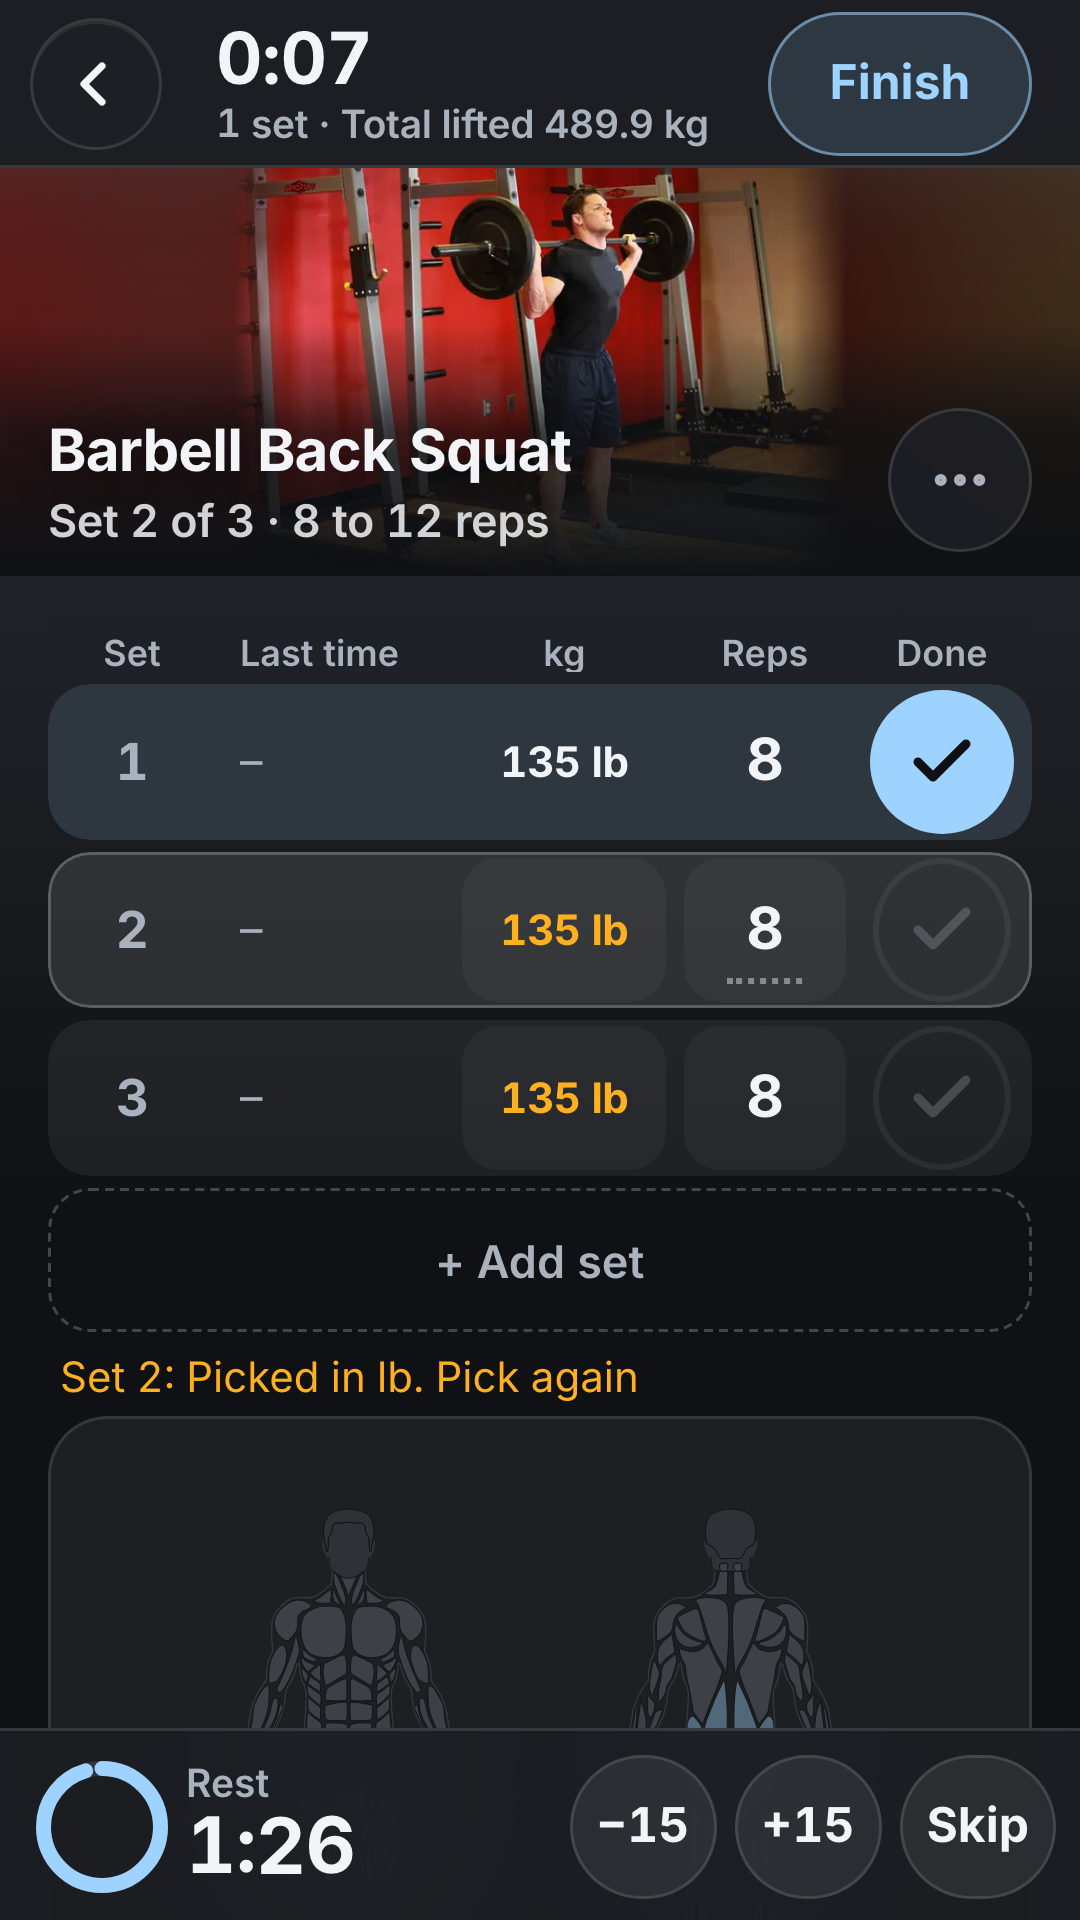 0:07
1 set · Total lifted 489.9 kg
Finish
Barbell Back Squat
Set 2 of 3 · 8 to 12 reps
Set Last time kg Reps Done
1 – 135 lb 8
2 – 135 lb 8
3 – 135 lb 8
+ Add set
Set 2: Picked in lb. Pick again
Rest
1:26
−15 +15 Skip